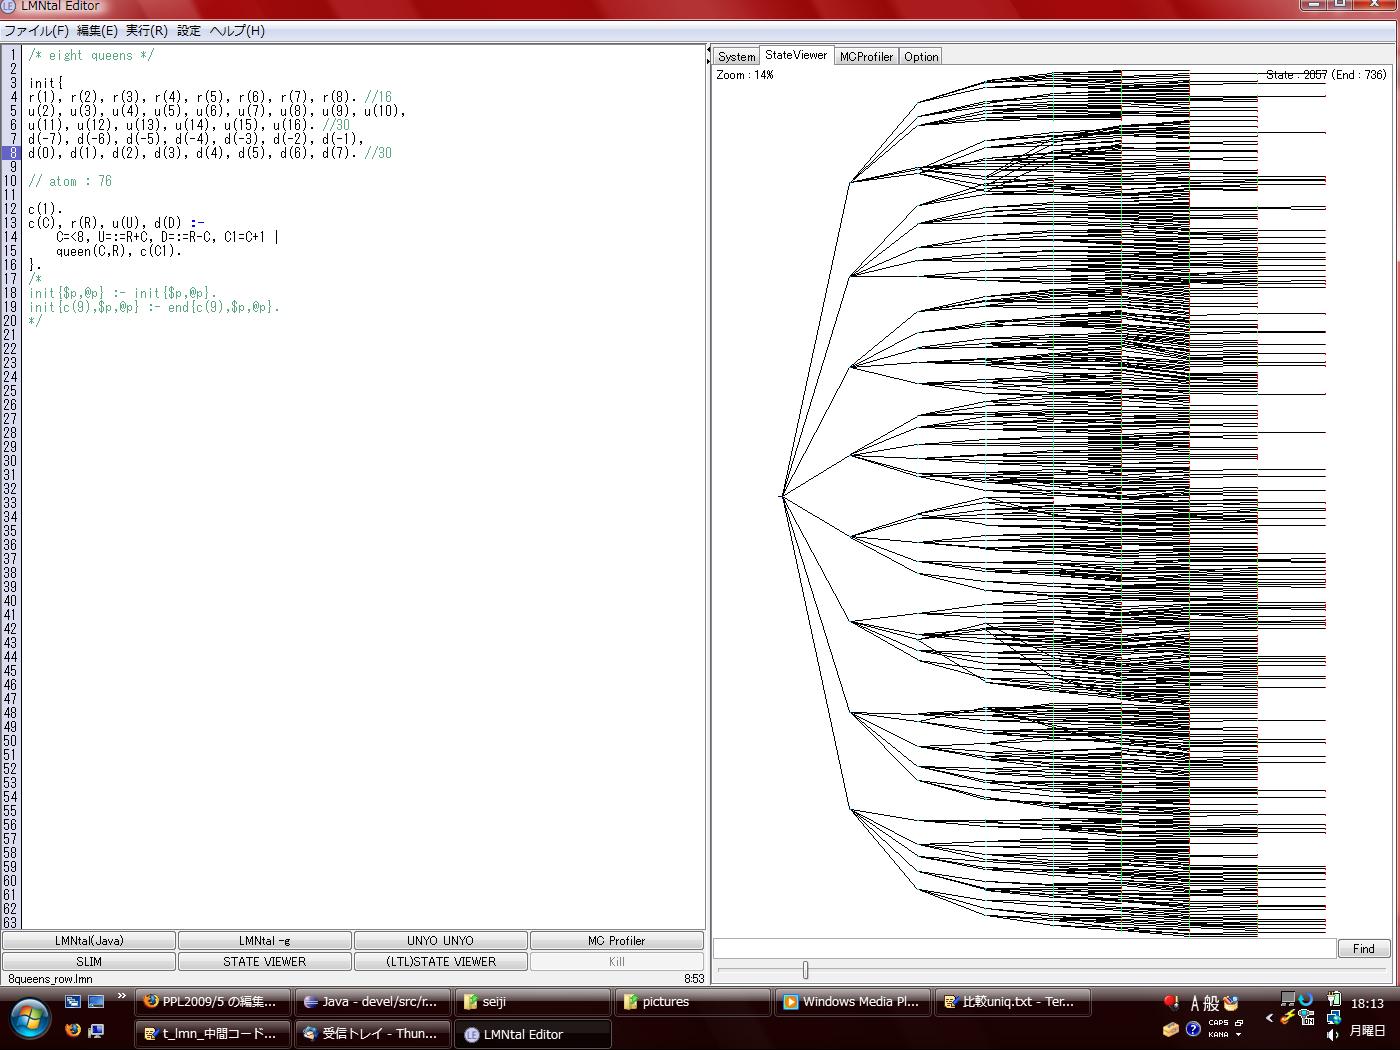 LMNtal Editor
ファイル(F) 編集(E) 実行(R) 設定 ヘルプ(H)
1 /* eight queens */
2
3 init{
4 r(1), r(2), r(3), r(4), r(5), r(6), r(7), r(8). //16
5 u(2), u(3), u(4), u(5), u(6), u(7), u(8), u(9), u(10),
6 u(11), u(12), u(13), u(14), u(15), u(16). //30
7 d(-7), d(-6), d(-5), d(-4), d(-3), d(-2), d(-1),
8 d(0), d(1), d(2), d(3), d(4), d(5), d(6), d(7). //30
9
10 // atom : 76
11
12 c(1).
13 c(C), r(R), u(U), d(D) :-
14 C=<8, U=:=R+C, D=:=R-C, C1=C+1 |
15 queen(C,R), c(C1).
16 }.
17 /*
18 init{$p,@p} :- init{$p,@p}.
19 init{c(9),$p,@p} :- end{c(9),$p,@p}.
20 */
21
22
23
24
25
26
27
28
29
30
31
32
33
34
35
36
37
38
39
40
41
42
43
44
45
46
47
48
49
50
51
52
53
54
55
56
57
58
59
60
61
62
63
System StateViewer MCProfiler Option
Zoom : 14% State : 2057 (End : 736)
Find
LMNtal(Java) LMNtal -g UNYO UNYO MC Profiler
SLIM STATE VIEWER (LTL)STATE VIEWER Kill
8queens_row.lmn 8:53
PPL2009/5 の編集... Java - devel/src/r... seiji pictures Windows Media Pl... 比較uniq.txt - Ter...
t_lmn_中間コード... 受信トレイ - Thun... LMNtal Editor
A 般
CAPS
KANA
18:13
月曜日